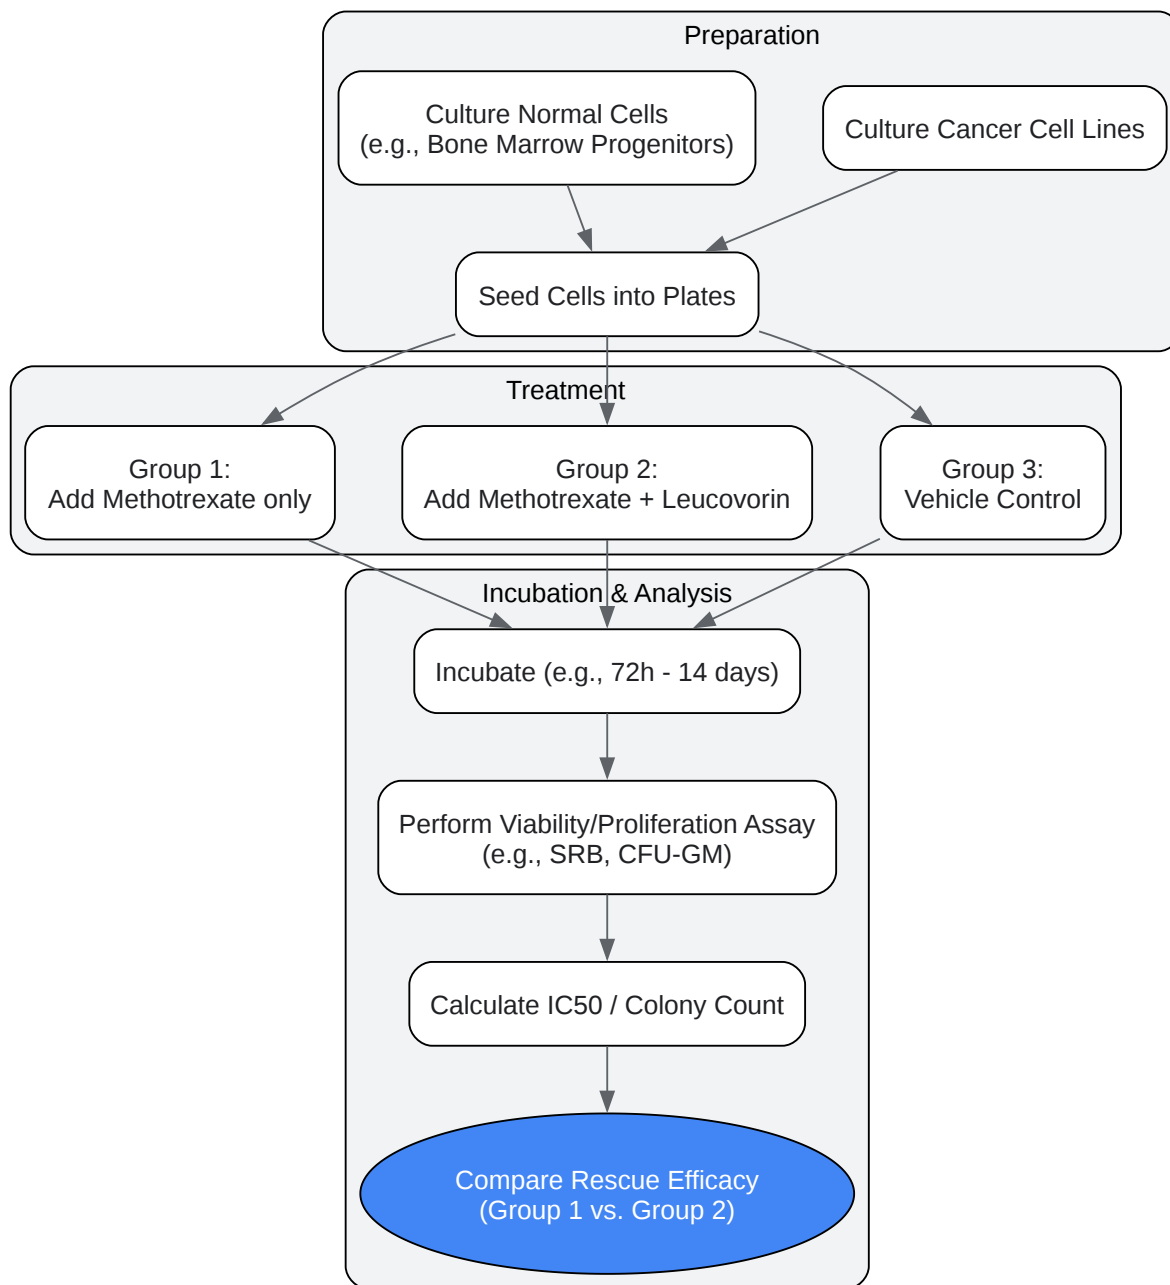 Preparation
Culture Normal Cells
(e.g., Bone Marrow Progenitors)
Culture Cancer Cell Lines
Seed Cells into Plates
Treatment
Group 1:
Add Methotrexate only
Group 2:
Add Methotrexate + Leucovorin
Group 3:
Vehicle Control
Incubation & Analysis
Incubate (e.g., 72h - 14 days)
Perform Viability/Proliferation Assay
(e.g., SRB, CFU-GM)
Calculate IC50 / Colony Count
Compare Rescue Efficacy
(Group 1 vs. Group 2)